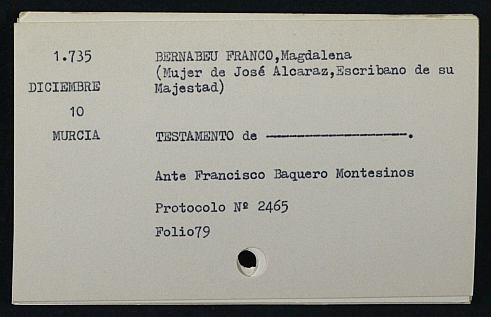 1.735
DICIEMBRE
10
MURCIA
BERNABEU FRANCO,Magdalena
(Mujer de José Alcaraz,Escribano de su
Majestad)
TESTAMENTO de ——————————.
Ante Francisco Baquero Montesinos
Protocolo Nº 2465
Folio79